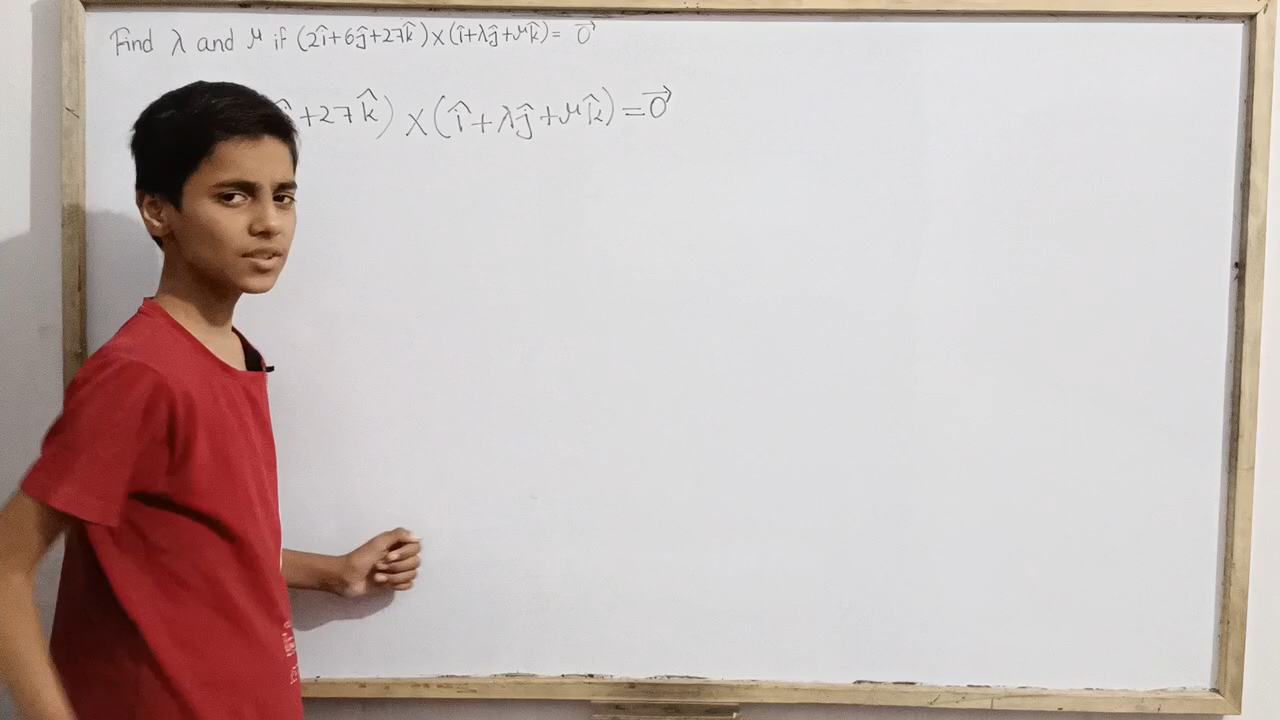 Find λ and μ if (2î+6ĵ+27k̂)×(î+λĵ+μk̂)= 0⃗
+27k̂) × (î+λĵ+μk̂)=0⃗